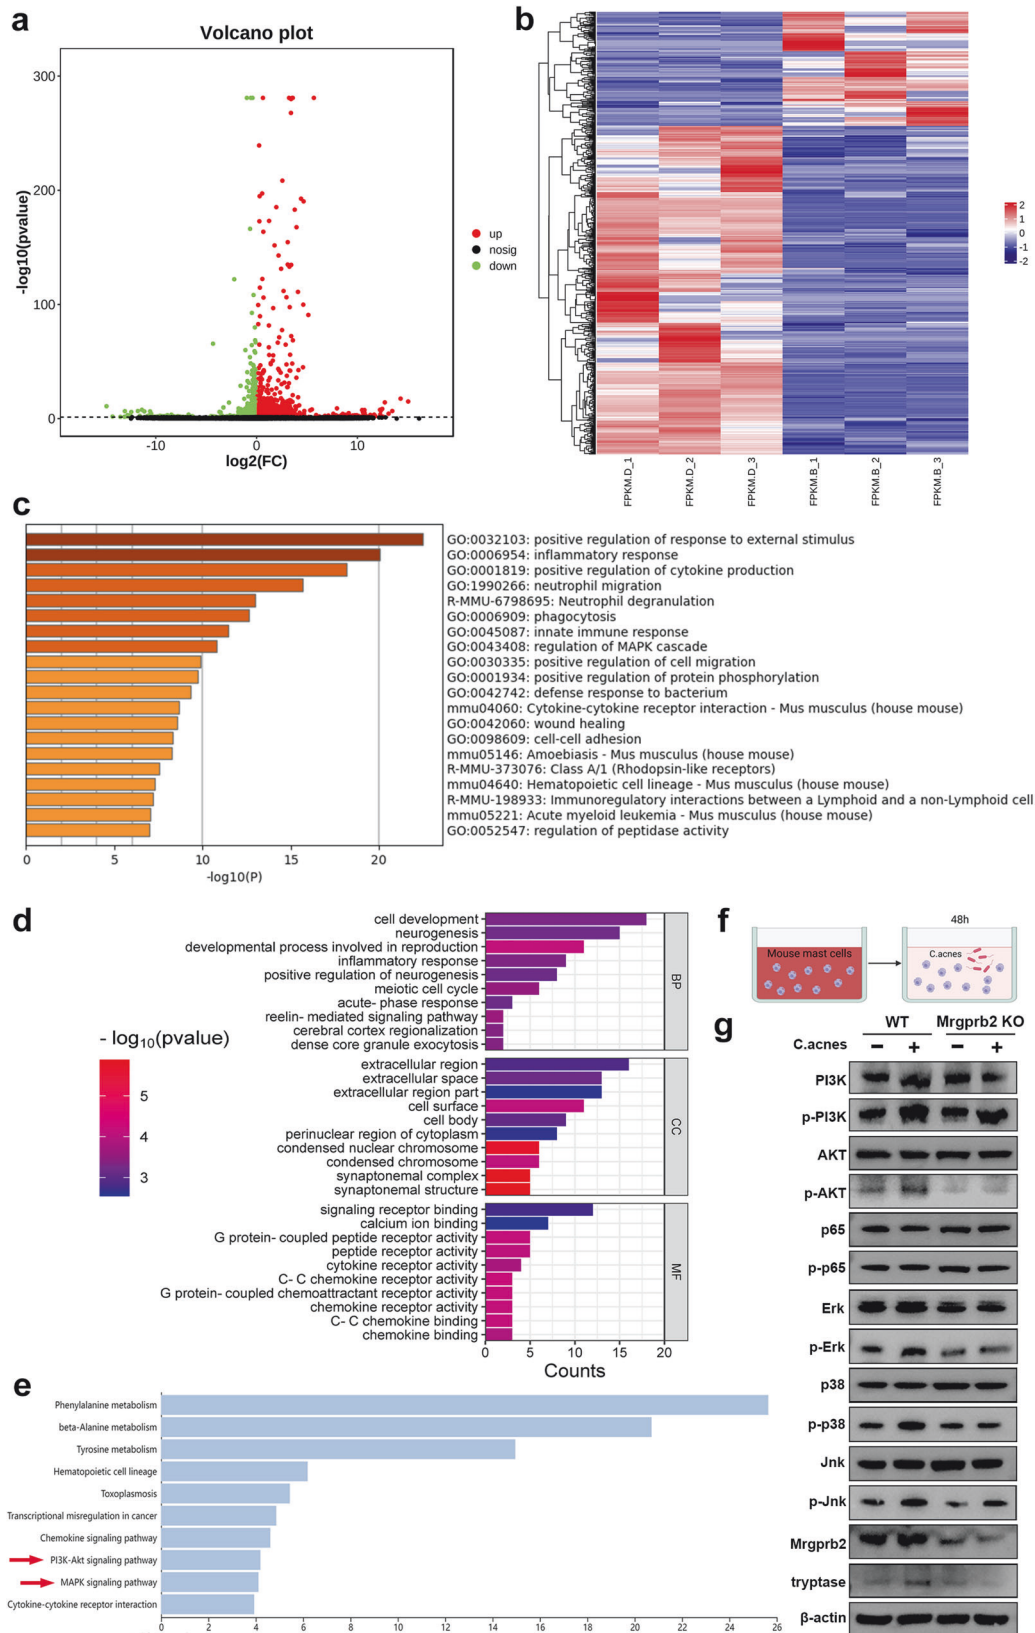 a
Volcano plot
300
200
100
0
-log10(pvalue)
-10
0
10
log2(FC)
up
nosig
down
b
2
1
0
-1
-2
FPKM.D_1
FPKM.D_2
FPKM.D_3
FPKM.B_1
FPKM.B_2
FPKM.B_3
c
GO:0032103: positive regulation of response to external stimulus
GO:0006954: inflammatory response
GO:0001819: positive regulation of cytokine production
GO:1990266: neutrophil migration
R-MMU-6798695: Neutrophil degranulation
GO:0006909: phagocytosis
GO:0045087: innate immune response
GO:0043408: regulation of MAPK cascade
GO:0030335: positive regulation of cell migration
GO:0001934: positive regulation of protein phosphorylation
GO:0042742: defense response to bacterium
mmu04060: Cytokine-cytokine receptor interaction - Mus musculus (house mouse)
GO:0042060: wound healing
GO:0098609: cell-cell adhesion
mmu05146: Amoebiasis - Mus musculus (house mouse)
R-MMU-373076: Class A/1 (Rhodopsin-like receptors)
mmu04640: Hematopoietic cell lineage - Mus musculus (house mouse)
R-MMU-198933: Immunoregulatory interactions between a Lymphoid and a non-Lymphoid cell
mmu05221: Acute myeloid leukemia - Mus musculus (house mouse)
GO:0052547: regulation of peptidase activity
0 5 10 15 20
-log10(P)
d
- log10(pvalue)
5
4
3
cell development
neurogenesis
developmental process involved in reproduction
inflammatory response
positive regulation of neurogenesis
meiotic cell cycle
acute- phase response
reelin- mediated signaling pathway
cerebral cortex regionalization
dense core granule exocytosis
BP
extracellular region
extracellular space
extracellular region part
cell surface
cell body
perinuclear region of cytoplasm
condensed nuclear chromosome
condensed chromosome
synaptonemal complex
synaptonemal structure
CC
signaling receptor binding
calcium ion binding
G protein- coupled peptide receptor activity
peptide receptor activity
cytokine receptor activity
C- C chemokine receptor activity
G protein- coupled chemoattractant receptor activity
chemokine receptor activity
C- C chemokine binding
chemokine binding
MF
0 5 10 15 20
Counts
e
Phenylalanine metabolism
beta-Alanine metabolism
Tyrosine metabolism
Hematopoietic cell lineage
Toxoplasmosis
Transcriptional misregulation in cancer
Chemokine signaling pathway
PI3K-Akt signaling pathway
MAPK signaling pathway
Cytokine-cytokine receptor interaction
0 2 4 6 8 10 12 14 16 18 20 22 24 26
f
48h
Mouse mast cells
C.acnes
g
WT Mrgprb2 KO
C.acnes − + − +
PI3K
p-PI3K
AKT
p-AKT
p65
p-p65
Erk
p-Erk
p38
p-p38
Jnk
p-Jnk
Mrgprb2
tryptase
β-actin